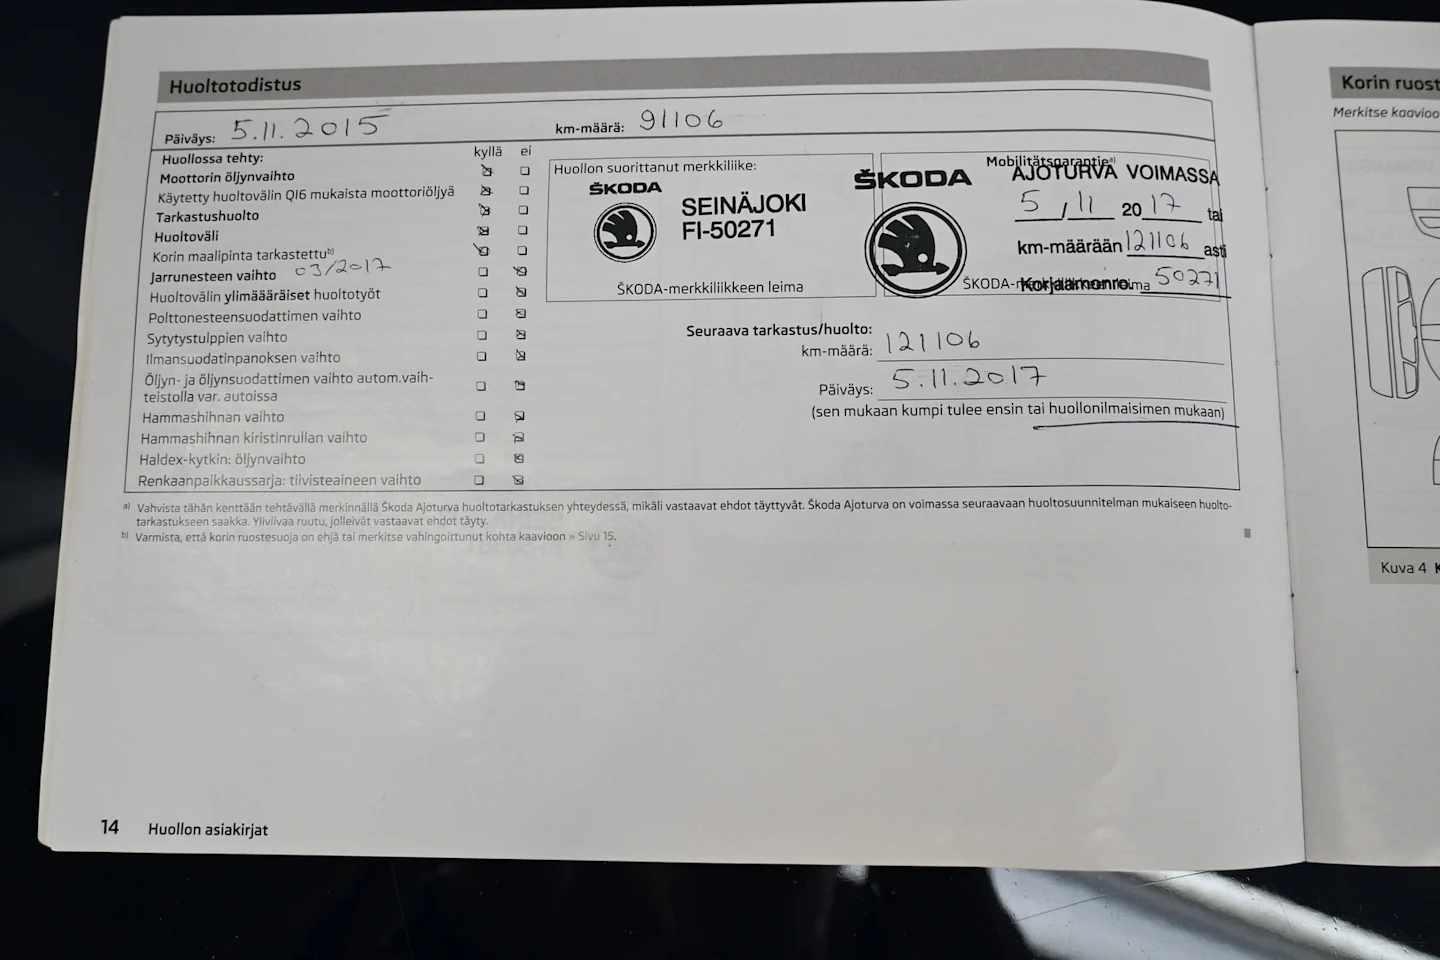 Huoltotodistus
Päiväys: 5.11.2015 km-määrä: 91106
Huollossa tehty: kyllä ei
Moottorin öljynvaihto
Käytetty huoltovälin QI6 mukaista moottoriöljyä
Tarkastushuolto
Huoltoväli
Korin maalipinta tarkastettu b)
Jarrunesteen vaihto 03/2017
Huoltovälin ylimääräiset huoltotyöt
Polttonesteensuodattimen vaihto
Sytytystulppien vaihto
Ilmansuodatinpanoksen vaihto
Öljyn- ja öljynsuodattimen vaihto autom.vaih-
teistolla var. autoissa
Hammashihnan vaihto
Hammashihnan kiristinrullan vaihto
Haldex-kytkin: öljynvaihto
Renkaanpaikkaussarja: tiivisteaineen vaihto
Huollon suorittanut merkkiliike:
ŠKODA
SEINÄJOKI
FI-50271
ŠKODA-merkkiliikkeen leima
Mobilitätsgarantie a)
ŠKODA
AJOTURVA VOIMASSA
5 / 11 2017 tai
km-määrään 121106 asti
Korjaamonro. 50271
Seuraava tarkastus/huolto:
km-määrä: 121106
Päiväys: 5.11.2017
(sen mukaan kumpi tulee ensin tai huollonilmaisimen mukaan)
a) Vahvista tähän kenttään tehtävällä merkinnällä Škoda Ajoturva huoltotarkastuksen yhteydessä, mikäli vastaavat ehdot täyttyvät. Škoda Ajoturva on voimassa seuraavaan huoltosuunnitelman mukaiseen huolto-
tarkastukseen saakka. Yliviivaa ruutu, jolleivät vastaavat ehdot täyty.
b) Varmista, että korin ruostesuoja on ehjä tai merkitse vahingoittunut kohta kaavioon » Sivu 15.
14 Huollon asiakirjat
Korin ruost
Merkitse kaavioo
Kuva 4 K